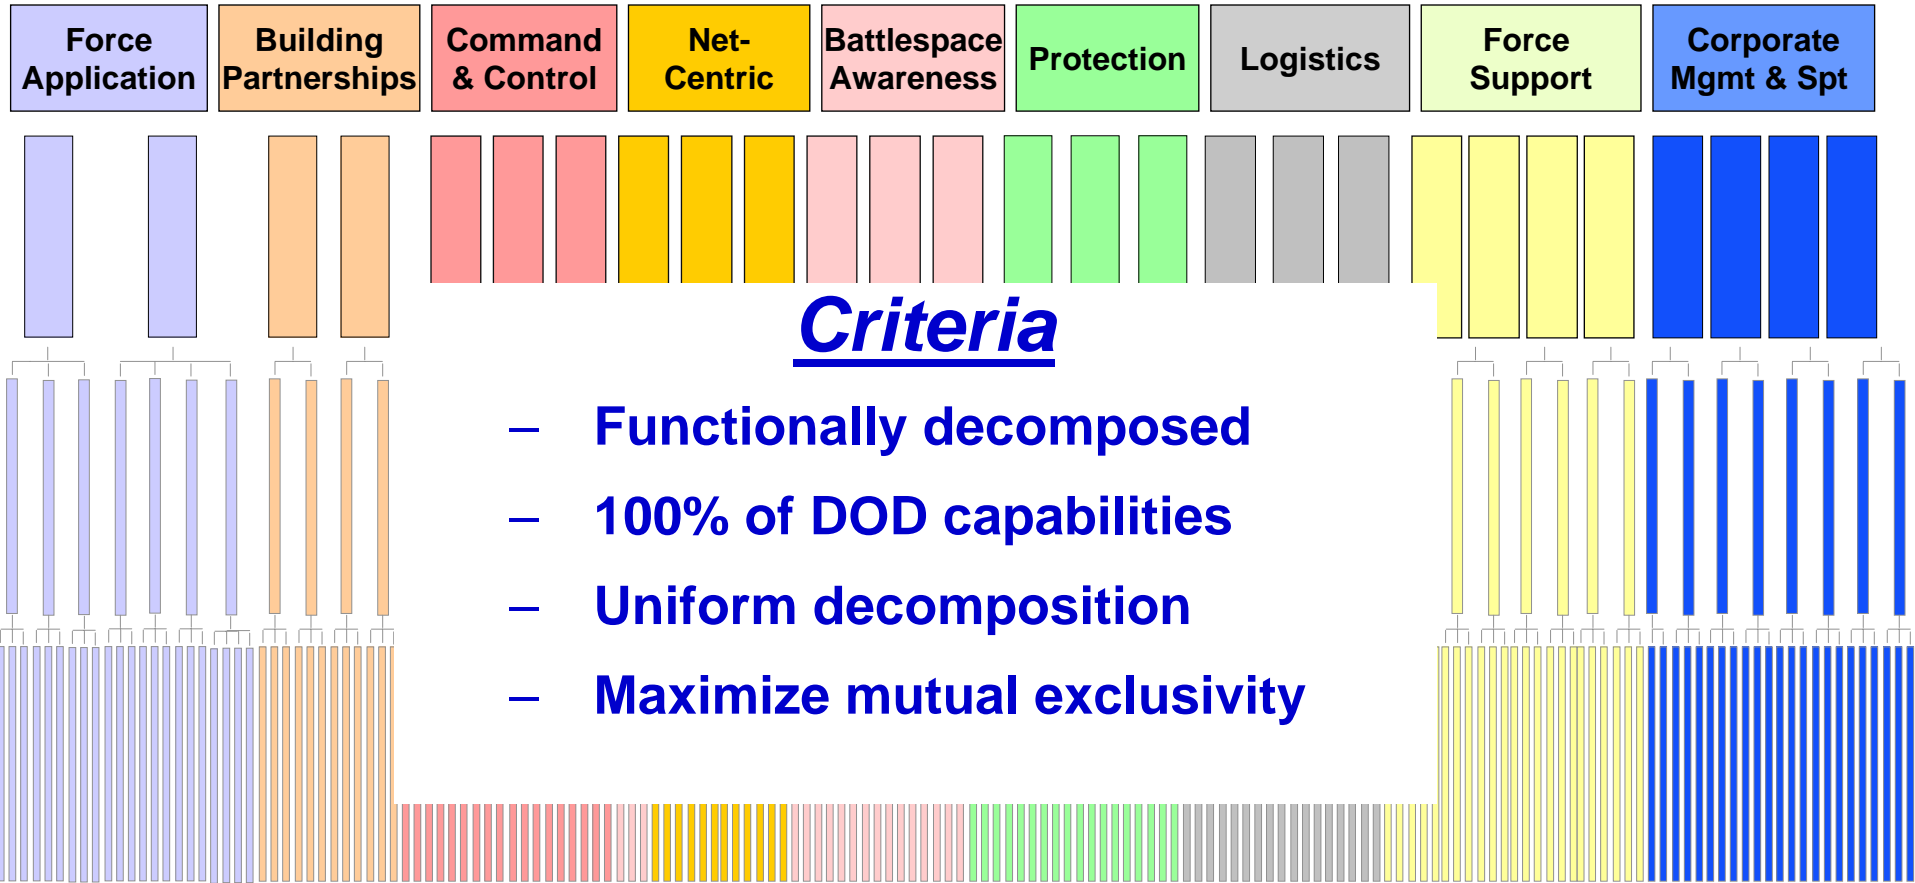 Force
Application
Building
Partnerships
Command
& Control
Net-
Centric
Battlespace
Awareness
Protection
Logistics
Force
Support
Corporate
Mgmt & Spt
Criteria
– Functionally decomposed
– 100% of DOD capabilities
– Uniform decomposition
– Maximize mutual exclusivity